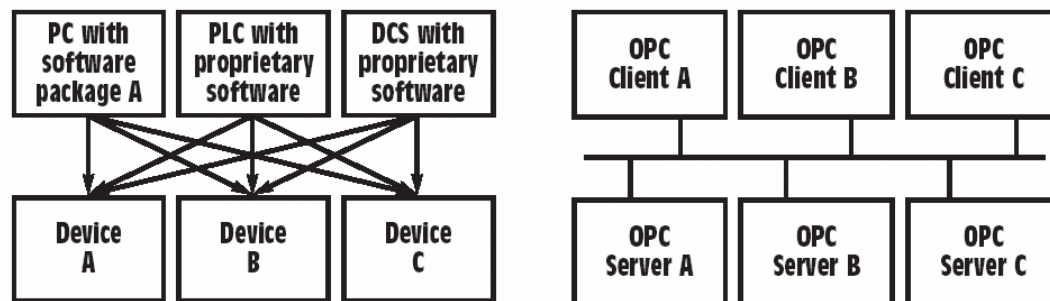 PC with
software
package A
PLC with
proprietary
software
DCS with
proprietary
software
Device
A
Device
B
Device
C
OPC
Client A
OPC
Client B
OPC
Client C
OPC
Server A
OPC
Server B
OPC
Server C